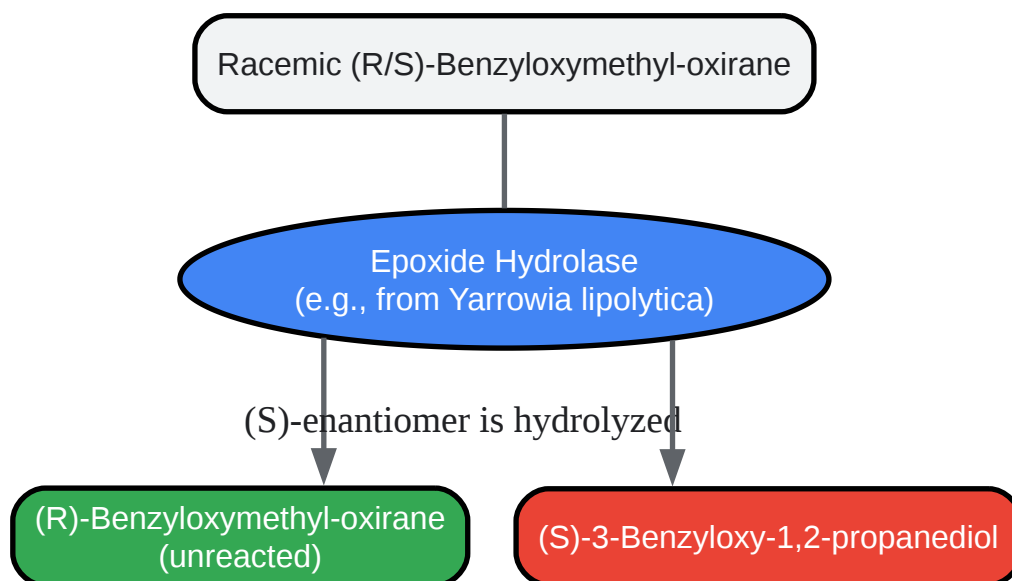 Racemic (R/S)-Benzyloxymethyl-oxirane
Epoxide Hydrolase
(e.g., from Yarrowia lipolytica)
(S)-enantiomer is hydrolyzed
(R)-Benzyloxymethyl-oxirane
(unreacted)
(S)-3-Benzyloxy-1,2-propanediol